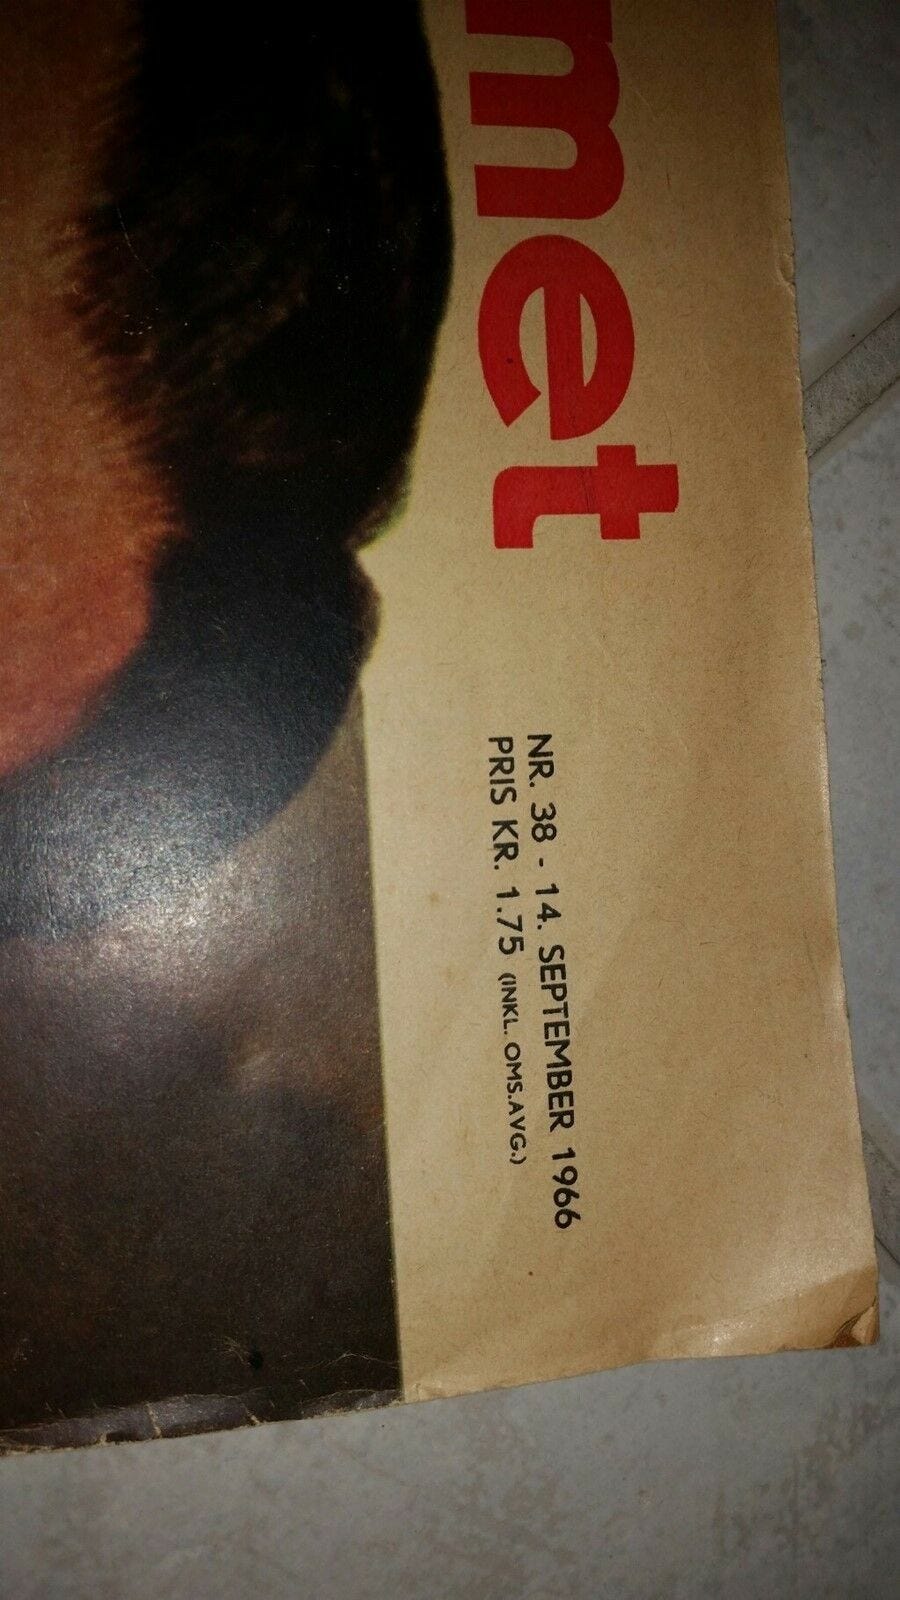 met
NR. 38 - 14. SEPTEMBER 1966
PRIS KR. 1.75 (INKL. OMS.AVG.)